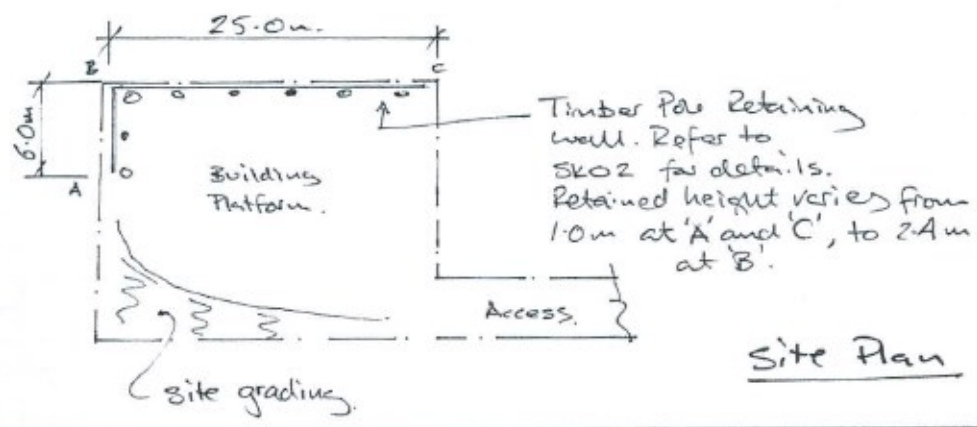 25.0m.
B
C
6.0m
A
Building
Platform.
Timber Pole Retaining
wall. Refer to
SK02 for details.
Retained height varies from
1.0m at 'A' and 'C', to 2.4m
at 'B'.
Access.
Site Plan
site grading.